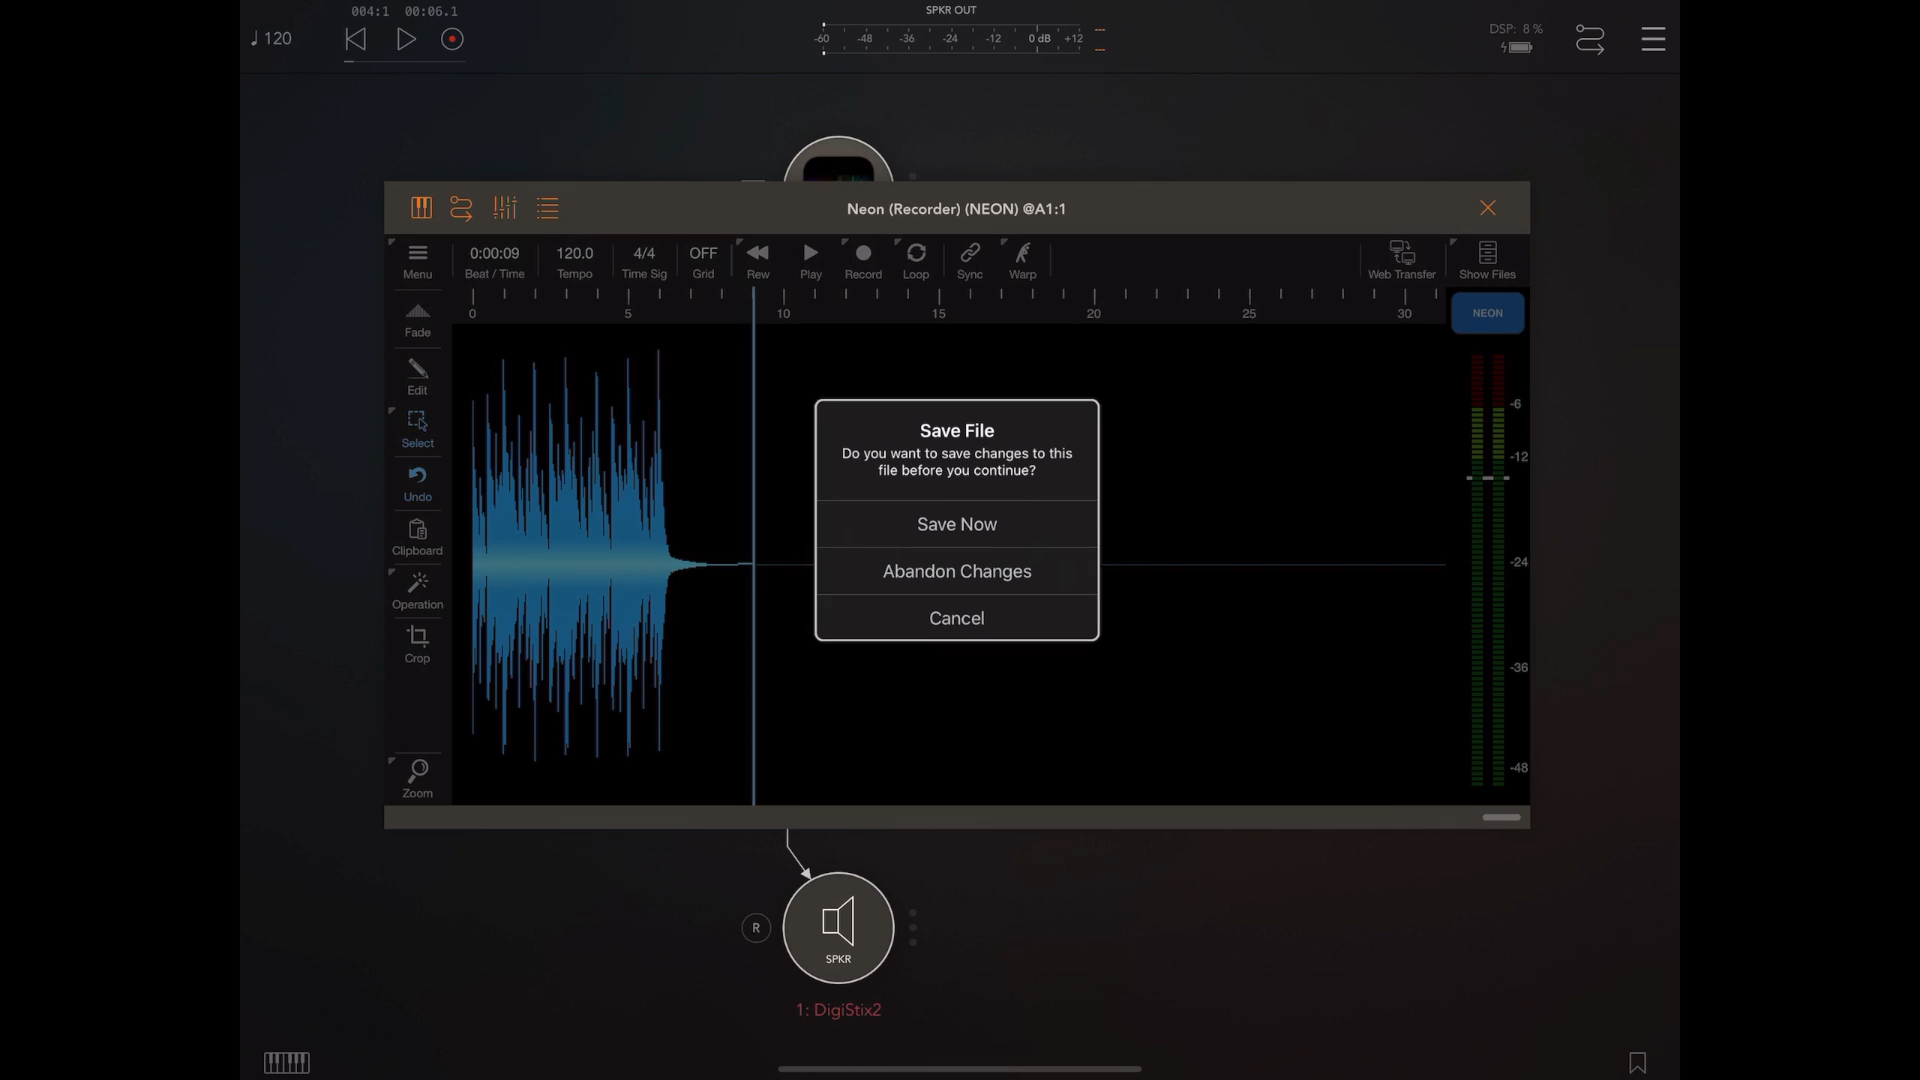 004:1 00:06.1
SPKR OUT
♩ 120
-60 -48 -36 -24 -12 0 dB +12
DSP: 8 %
Neon (Recorder) (NEON) @A1:1
0:00:09 120.0 4/4 OFF
Menu Beat / Time Tempo Time Sig Grid Rew Play Record Loop Sync Warp Web Transfer Show Files
0 5 10 15 20 25 30
NEON
Fade
Edit
Select
Undo
Clipboard
Operation
Crop
Zoom
Save File
Do you want to save changes to this
file before you continue?
Save Now
Abandon Changes
Cancel
-6
-12
-24
-36
-48
R
SPKR
1: DigiStix2